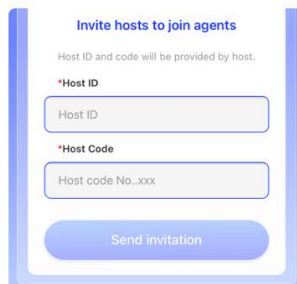 Invite hosts to join agents
Host ID and code will be provided by host.
*Host ID
Host ID
*Host Code
Host code No..xxx
Send invitation